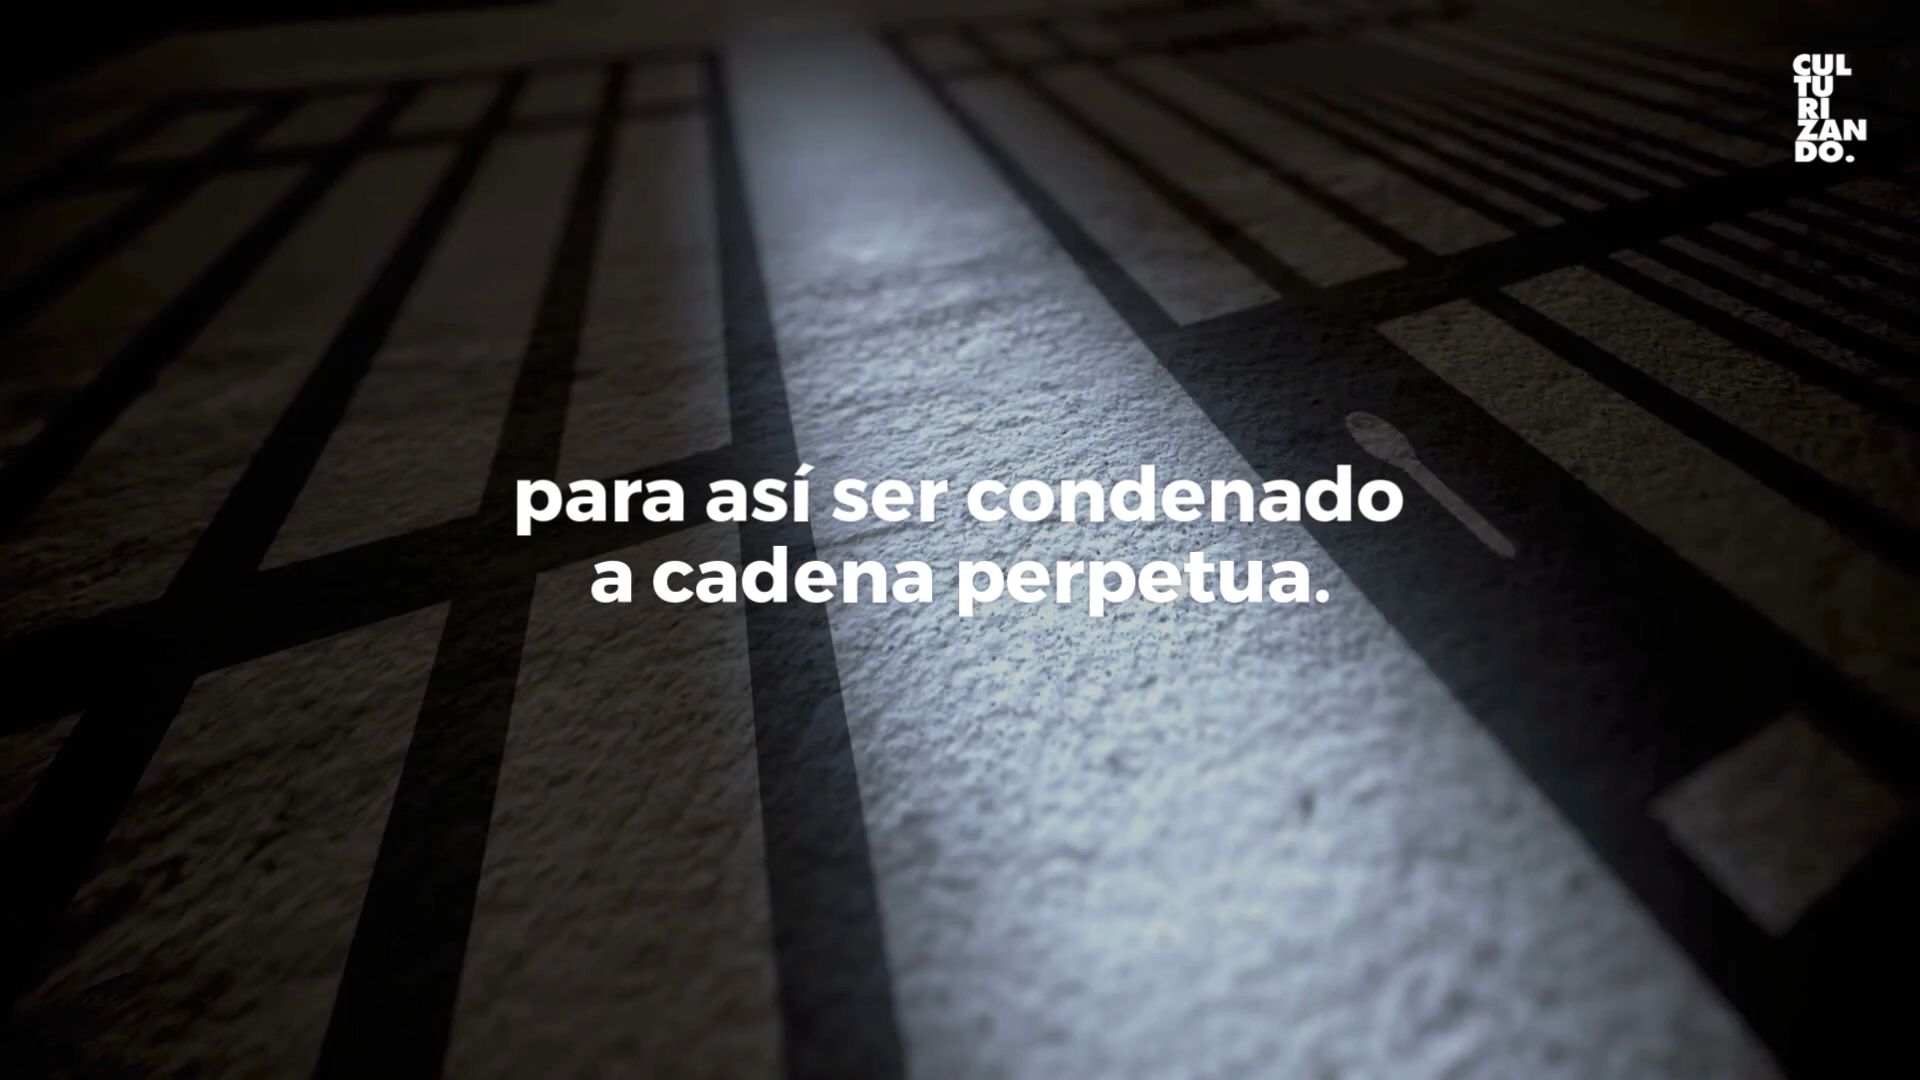 CUL
TU
RI
ZAN
DO.
para así ser condenado
a cadena perpetua.